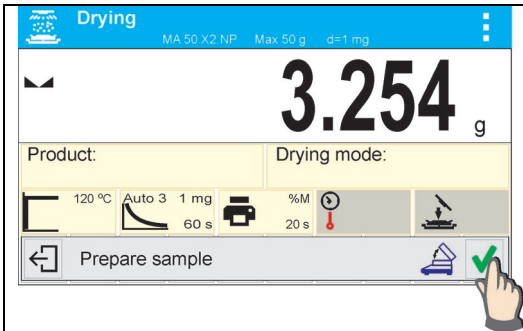 Drying
MA 50 X2.NP Max 50 g d=1 mg
3.254 g
Product: Drying mode:
120 ºC Auto 3 1 mg %M
60 s 20 s
Prepare sample